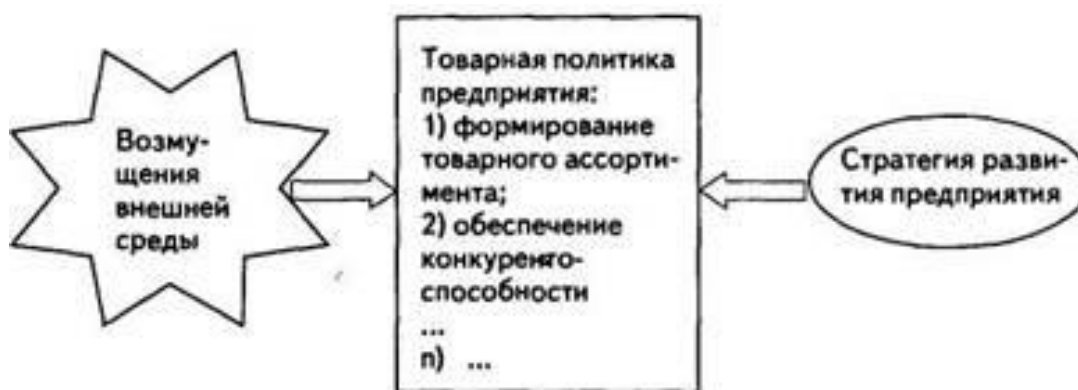 Возму-
щения
внешней
среды
Товарная политика
предприятия:
1) формирование
товарного ассорти-
мента;
2) обеспечение
конкуренто-
способности
...
n) ...
Стратегия разви-
тия предприятия